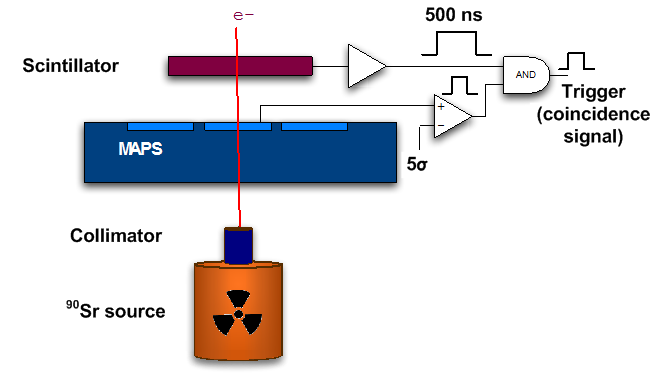 e−
500 ns
Scintillator
AND
Trigger
(coincidence
signal)
+
−
MAPS
5σ
Collimator
⁹⁰Sr source